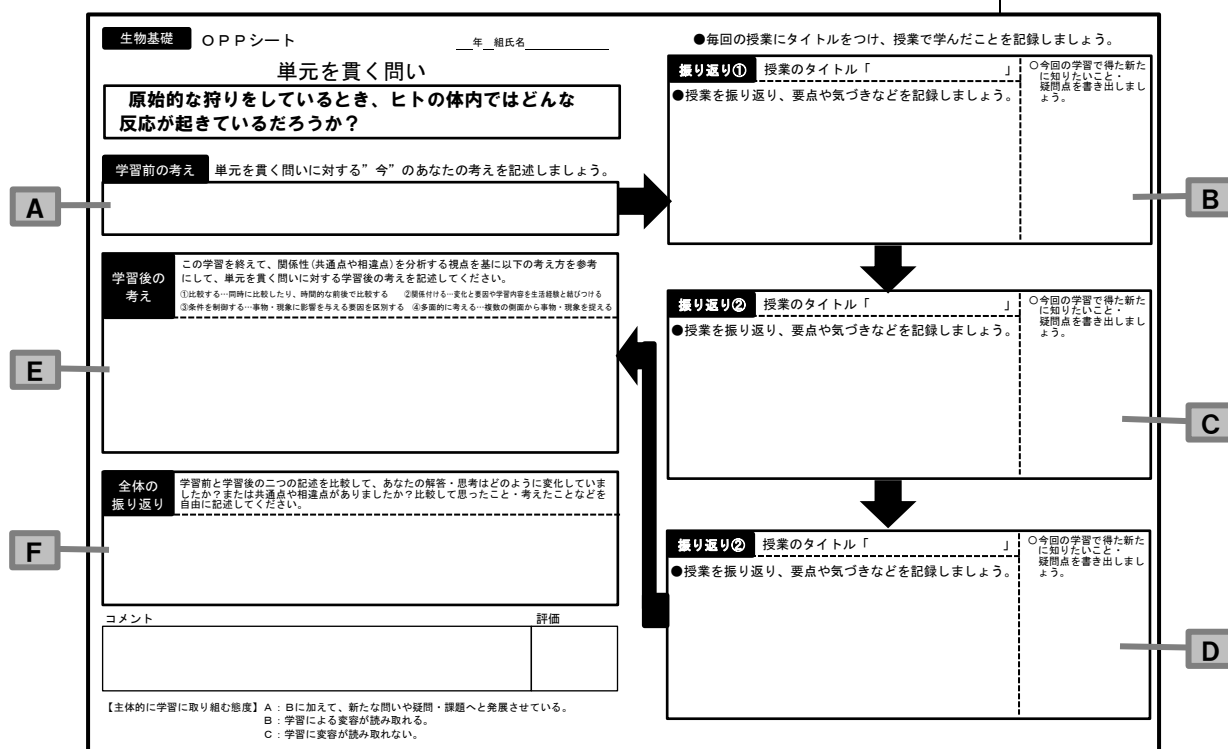 生物基礎 ＯＰＰシート
年 組氏名
単元を貫く問い
原始的な狩りをしているとき、ヒトの体内ではどんな
反応が起きているだろうか？
学習前の考え 単元を貫く問いに対する”今”のあなたの考えを記述しましょう。
A
学習後の
考え
この学習を終えて、関係性(共通点や相違点)を分析する視点を基に以下の考え方を参考
にして、単元を貫く問いに対する学習後の考えを記述してください。
①比較する…同時に比較したり、時間的な前後で比較する ②関係付ける…変化と要因や学習内容を生活経験と結びつける
③条件を制御する…事物・現象に影響を与える要因を区別する ④多面的に考える…複数の側面から事物・現象を捉える
E
全体の
振り返り
学習前と学習後の二つの記述を比較して、あなたの解答・思考はどのように変化していま
したか？または共通点や相違点がありましたか？比較して思ったこと・考えたことなどを
自由に記述してください。
F
コメント 評価
【主体的に学習に取り組む態度】Ａ：Ｂに加えて、新たな問いや疑問・課題へと発展させている。
Ｂ：学習による変容が読み取れる。
Ｃ：学習に変容が読み取れない。
●毎回の授業にタイトルをつけ、授業で学んだことを記録しましょう。
振り返り① 授業のタイトル「 」
●授業を振り返り、要点や気づきなどを記録しましょう。
○今回の学習で得た新た
に知りたいこと・
疑問点を書き出しまし
ょう。
B
振り返り② 授業のタイトル「 」
●授業を振り返り、要点や気づきなどを記録しましょう。
○今回の学習で得た新た
に知りたいこと・
疑問点を書き出しまし
ょう。
C
振り返り② 授業のタイトル「 」
●授業を振り返り、要点や気づきなどを記録しましょう。
○今回の学習で得た新た
に知りたいこと・
疑問点を書き出しまし
ょう。
D